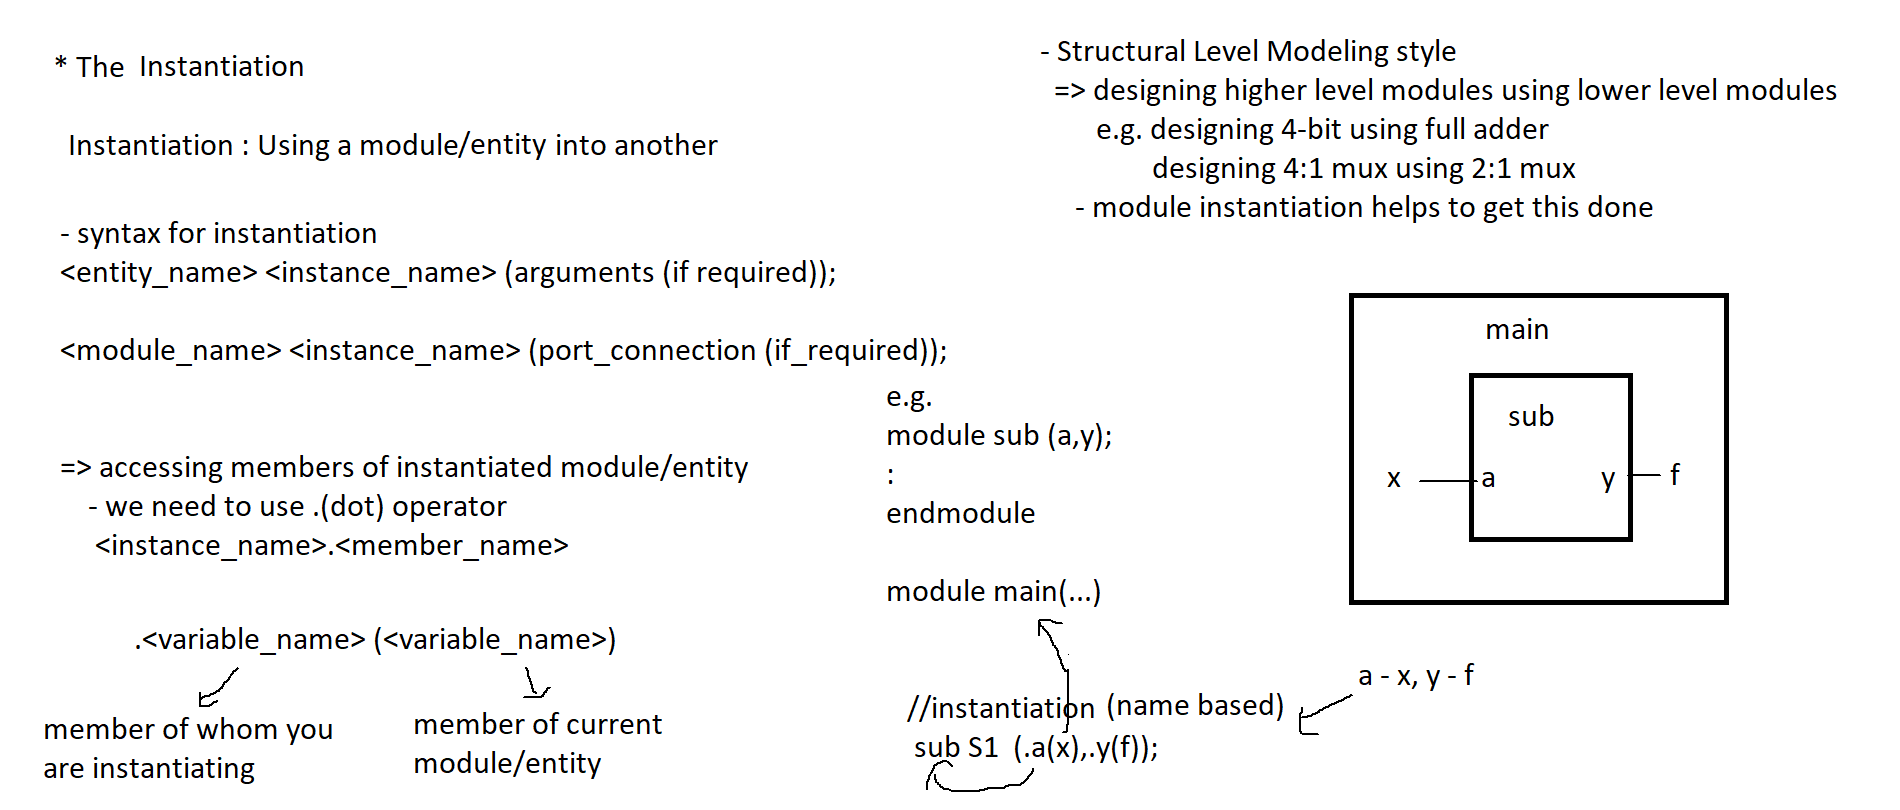 * The Instantiation
Instantiation : Using a module/entity into another
- syntax for instantiation
<entity_name> <instance_name> (arguments (if required));
<module_name> <instance_name> (port_connection (if_required));
=> accessing members of instantiated module/entity
- we need to use .(dot) operator
<instance_name>.<member_name>
.<variable_name> (<variable_name>)
member of whom you
are instantiating
member of current
module/entity
- Structural Level Modeling style
=> designing higher level modules using lower level modules
e.g. designing 4-bit using full adder
designing 4:1 mux using 2:1 mux
- module instantiation helps to get this done
e.g.
module sub (a,y);
:
endmodule
module main(...)
//instantiation (name based)
sub S1 (.a(x),.y(f));
a - x, y - f
main
sub
x a y f